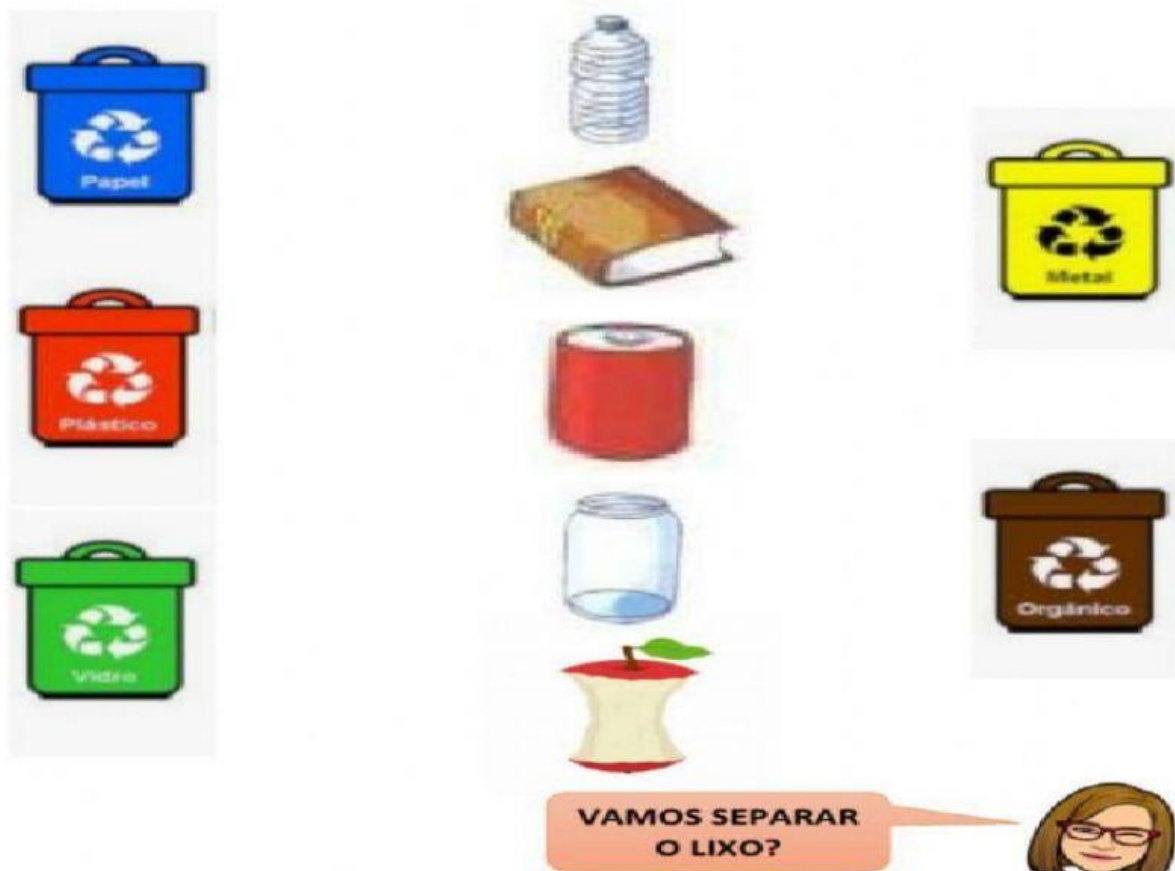 Papel
Plástico
Vidro
Metal
Orgânico
VAMOS SEPARAR
O LIXO?